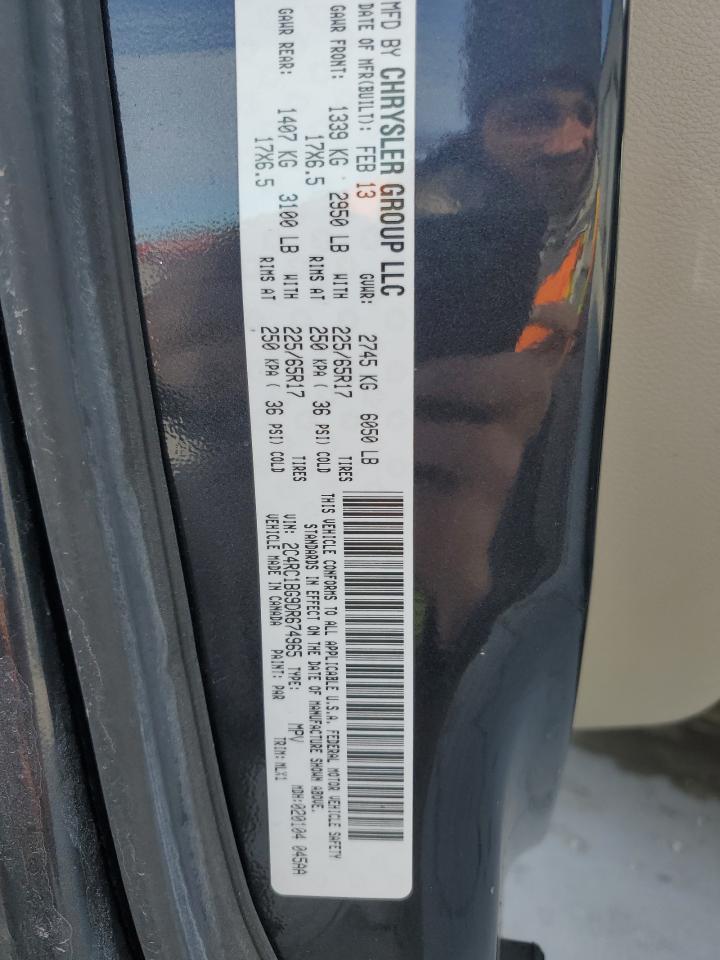 MFD BY CHRYSLER GROUP LLC
DATE OF MFR(BUILT): FEB 13 GVWR: 2745 KG 6050 LB
GAWR FRONT: 1339 KG 2950 LB WITH 225/65R17 TIRES
17X6.5 RIMS AT 250 KPA ( 36 PSI) COLD
GAWR REAR: 1407 KG 3100 LB WITH 225/65R17 TIRES
17X6.5 RIMS AT 250 KPA ( 36 PSI) COLD
THIS VEHICLE CONFORMS TO ALL APPLICABLE U.S.A. FEDERAL MOTOR VEHICLE SAFETY
STANDARDS IN EFFECT ON THE DATE OF MANUFACTURE SHOWN ABOVE.
VIN: 2C4RC1BG9DR674965 TYPE: MPV MDH:020104 045AA
VEHICLE MADE IN CANADA PAINT: PAR TRIM: MLX1